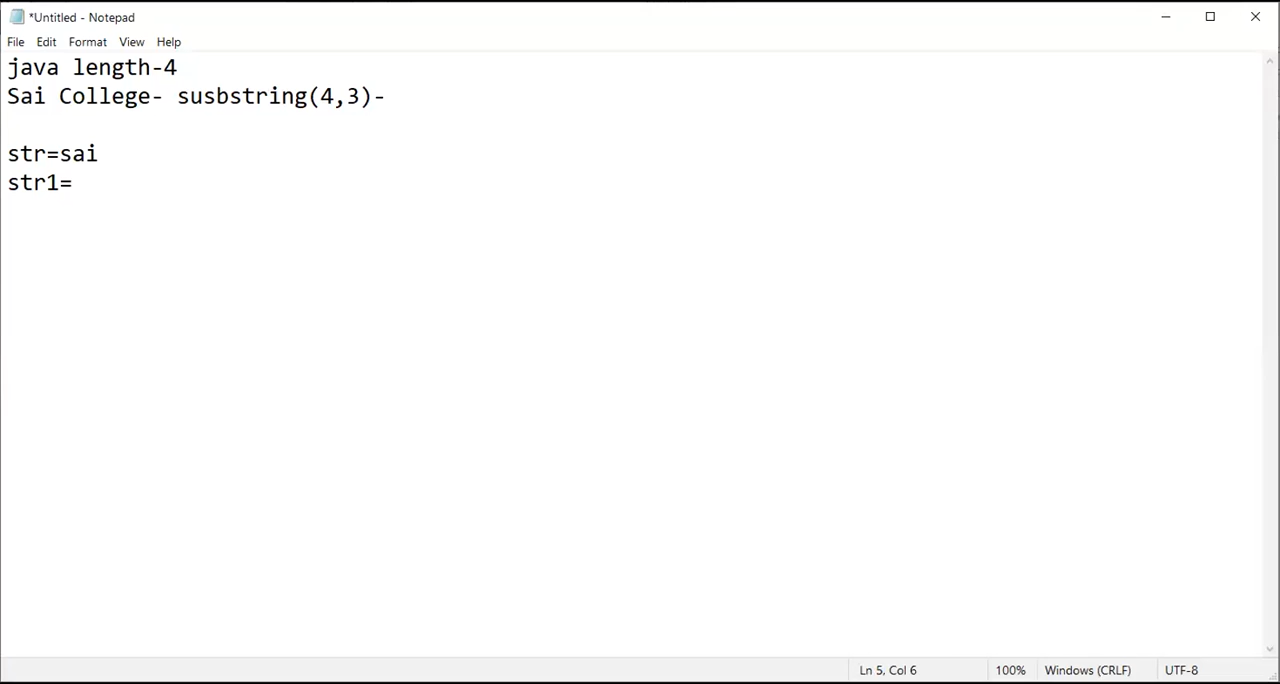 *Untitled - Notepad
File Edit Format View Help
java length-4
Sai College- susbstring(4,3)-
str=sai
str1=
Ln 5, Col 6 100% Windows (CRLF) UTF-8